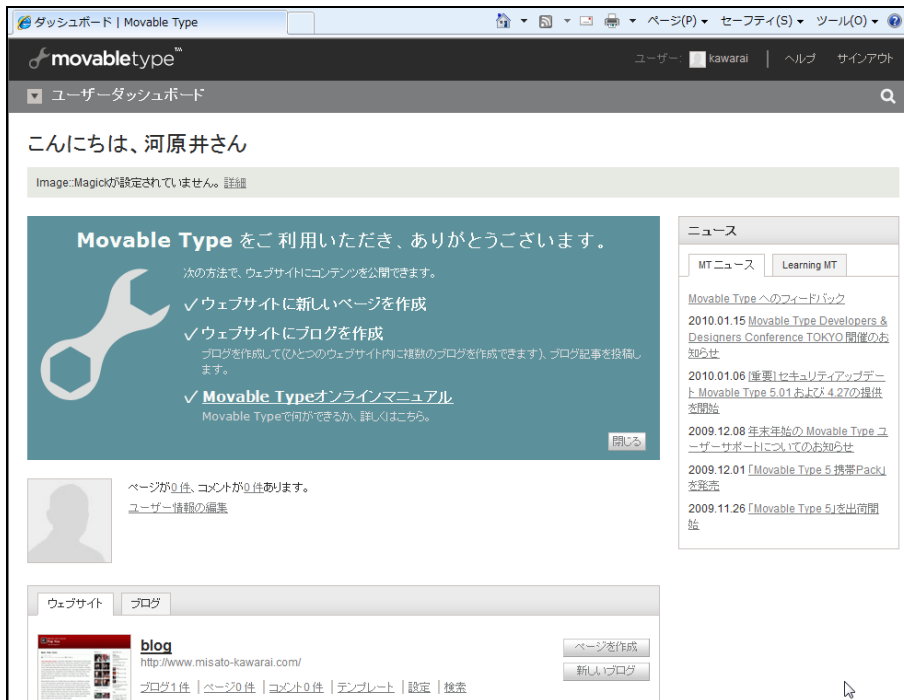 ダッシュボード | Movable Type
ページ(P) セーフティ(S) ツール(O)
movabletype™
ユーザー: kawarai | ヘルプ サインアウト
ユーザーダッシュボード
こんにちは、河原井さん
Image::Magickが設定されていません。 詳細
Movable Type をご利用いただき、ありがとうございます。
次の方法で、ウェブサイトにコンテンツを公開できます。
✓ウェブサイトに新しいページを作成
✓ウェブサイトにブログを作成
ブログを作成して(ひとつのウェブサイト内に複数のブログを作成できます)、ブログ記事を投稿し
ます。
✓Movable Typeオンラインマニュアル
Movable Typeで何ができるか、詳しくはこちら。
閉じる
ニュース
MTニュース Learning MT
Movable Type へのフィードバック
2010.01.15 Movable Type Developers &
Designers Conference TOKYO 開催のお
知らせ
2010.01.06 [重要] セキュリティアップデー
ト Movable Type 5.01 および 4.27の提供
を開始
2009.12.08 年末年始の Movable Type ユ
ーザーサポートについてのお知らせ
2009.12.01 「Movable Type 5 携帯Pack」
を発売
2009.11.26 「Movable Type 5」を出荷開
始
ページが0件、コメントが0件あります。
ユーザー情報の編集
ウェブサイト ブログ
blog
http://www.misato-kawarai.com/
ブログ1件 | ページ0件 | コメント0件 | テンプレート | 設定 | 検索
ページを作成
新しいブログ